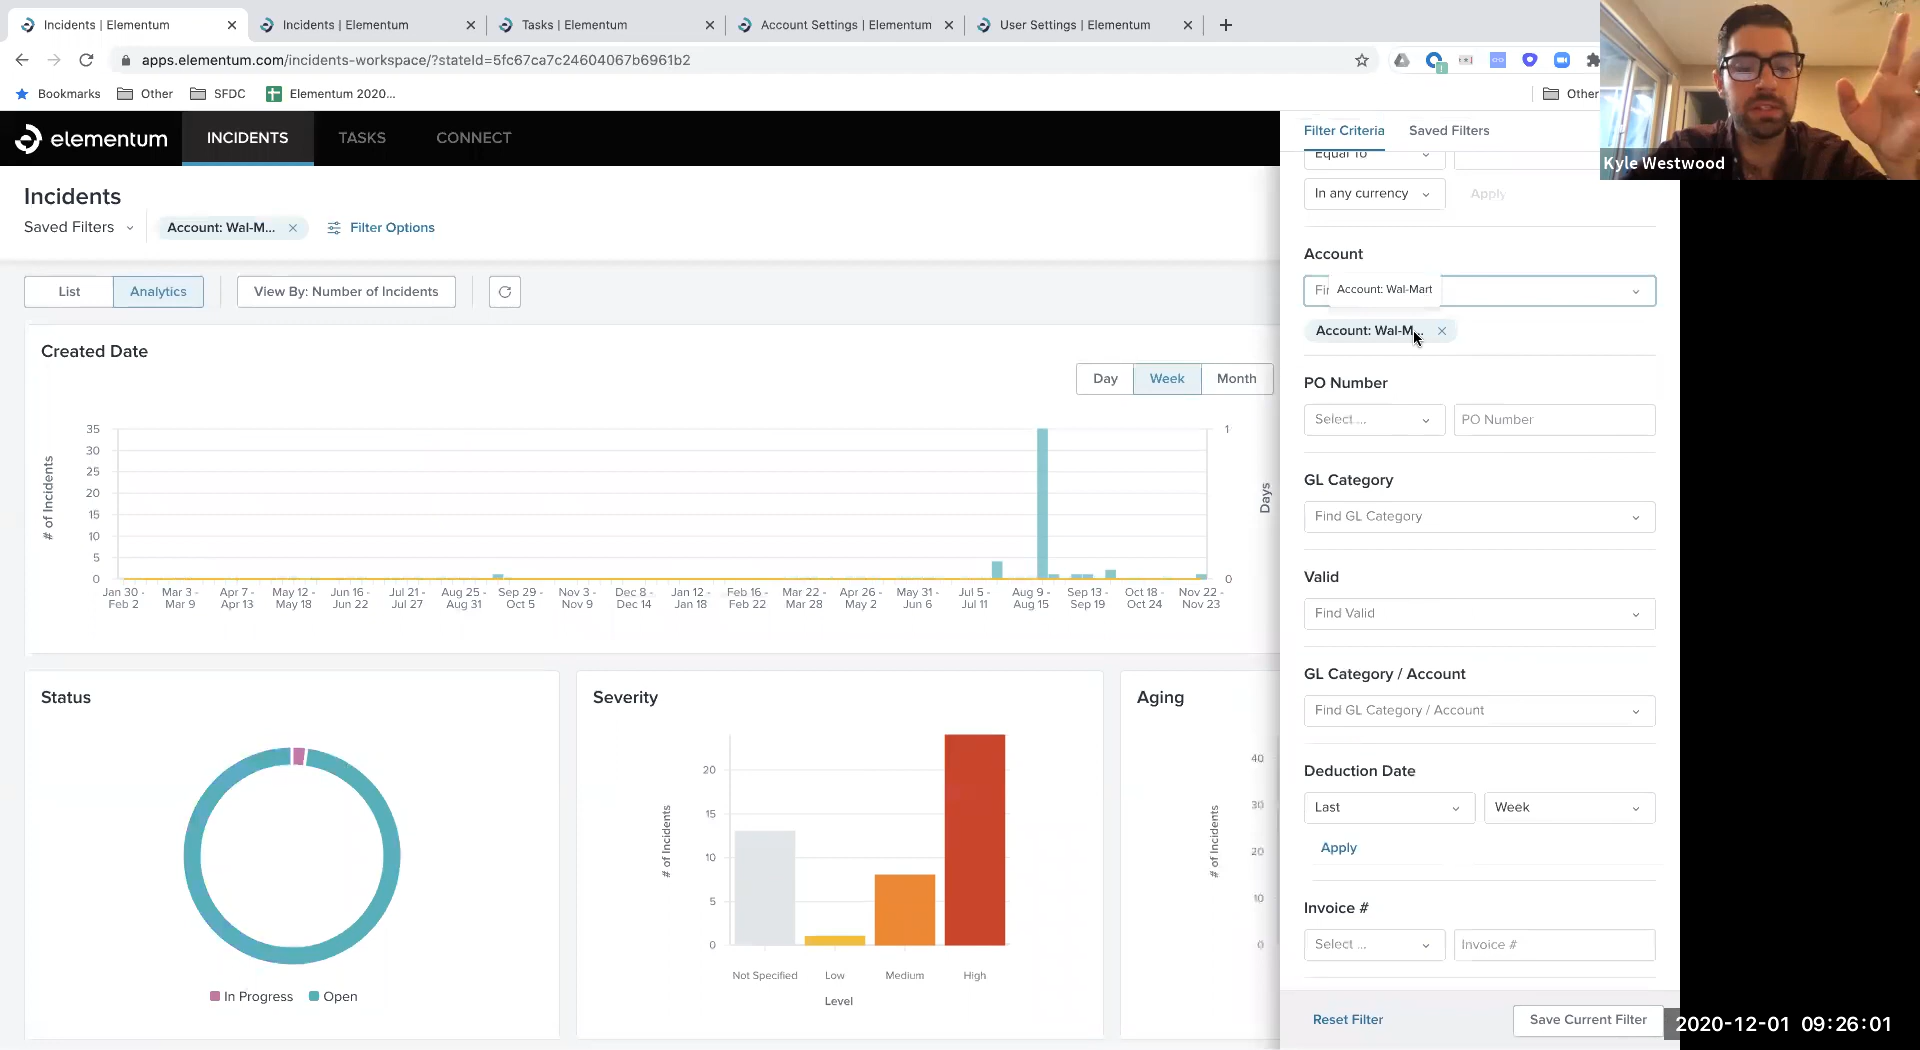 Incidents | Elementum
Incidents | Elementum
Tasks | Elementum
Account Settings | Elementum
User Settings | Elementum
apps.elementum.com/incidents-workspace/?stateId=5fc67ca7c24604067b6961b2
Bookmarks
Other
SFDC
Elementum 2020...
Other
Kyle Westwood
elementum
INCIDENTS
TASKS
CONNECT
Filter Criteria
Saved Filters
Incidents
Saved Filters
Account: Wal-M...
Filter Options
List
Analytics
View By: Number of Incidents
Created Date
Day
Week
Month
# of Incidents
35
30
25
20
15
10
5
0
1
0
Days
Jan 30 - Feb 2
Mar 3 - Mar 9
Apr 7 - Apr 13
May 12 - May 18
Jun 16 - Jun 22
Jul 21 - Jul 27
Aug 25 - Aug 31
Sep 29 - Oct 5
Nov 3 - Nov 9
Dec 8 - Dec 14
Jan 12 - Jan 18
Feb 16 - Feb 22
Mar 22 - Mar 28
Apr 26 - May 2
May 31 - Jun 6
Jul 5 - Jul 11
Aug 9 - Aug 15
Sep 13 - Sep 19
Oct 18 - Oct 24
Nov 22 - Nov 23
Status
In Progress
Open
Severity
# of Incidents
20
15
10
5
0
Not Specified
Low
Medium
High
Level
Aging
# of Incidents
40
30
20
10
0
Equal To
In any currency
Apply
Account
Account: Wal-Mart
Account: Wal-M...
PO Number
Select ...
PO Number
GL Category
Find GL Category
Valid
Find Valid
GL Category / Account
Find GL Category / Account
Deduction Date
Last
Week
Apply
Invoice #
Select ...
Invoice #
Reset Filter
Save Current Filter
2020-12-01 09:26:01